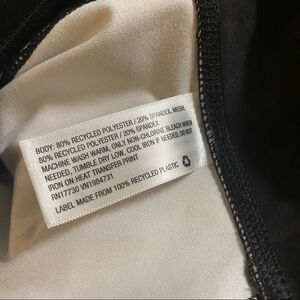 BODY: 80% RECYCLED POLYESTER / 20% SPANDEX. MESH:
80% RECYCLED POLYESTER / 20% SPANDEX
MACHINE WASH WARM, ONLY NON-CHLORINE BLEACH WHEN
NEEDED, TUMBLE DRY LOW, COOL IRON IF NEEDED, DO NOT
IRON ON HEAT TRANSFER PRINT
RN17730 VN1984731
LABEL MADE FROM 100% RECYCLED PLASTIC